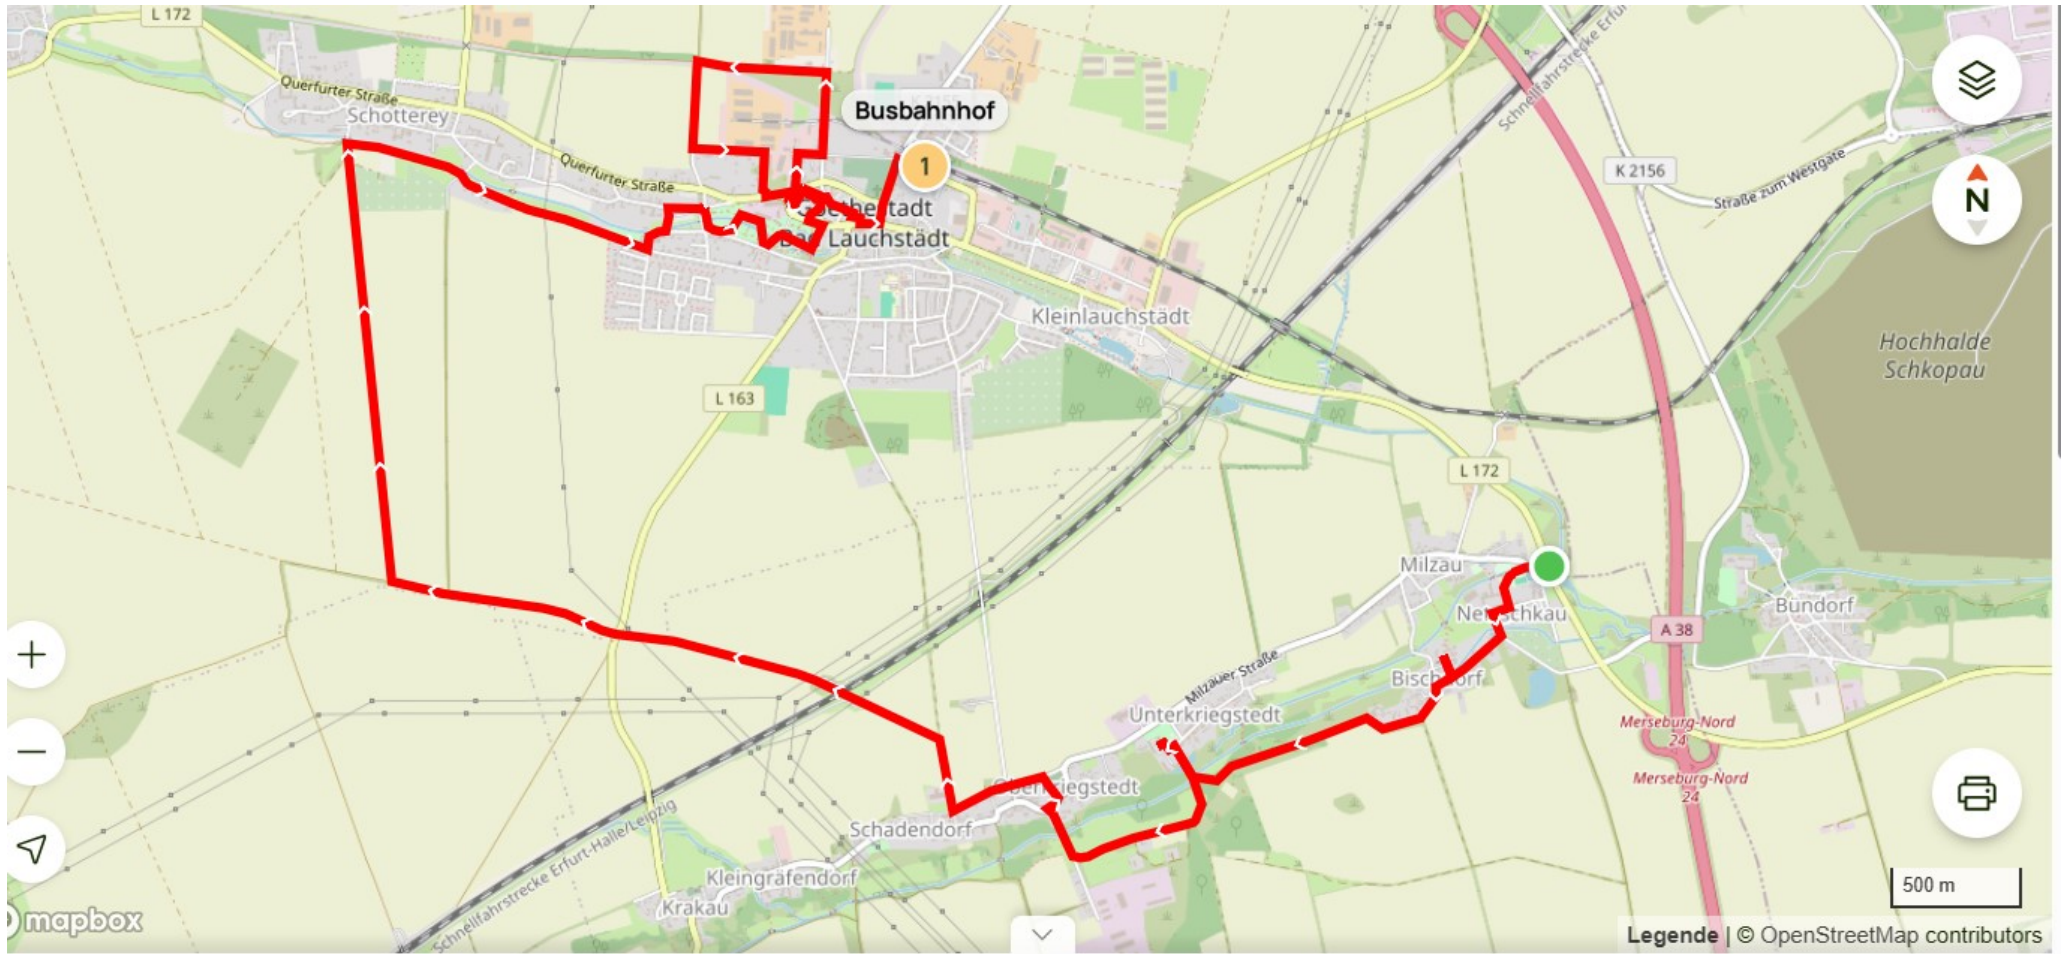 L 172
Querfurter Straße
Schotterey
Busbahnhof
1
Schnellfahrstrecke Erfur
K 2156
Straße zum Westgate
N
Querfurter Straße
Bad Lauchstädt
Kleinlauchstädt
Hochhalde
Schkopau
L 163
L 172
Milzau
Bündorf
A 38
Milzauer Straße
Unterkriegstedt
Merseburg-Nord
24
Merseburg-Nord
24
Schadendorf
Kleingräfendorf
Krakau
Schnellfahrstrecke Erfurt-Halle/Leipzig
500 m
mapbox
Legende | © OpenStreetMap contributors